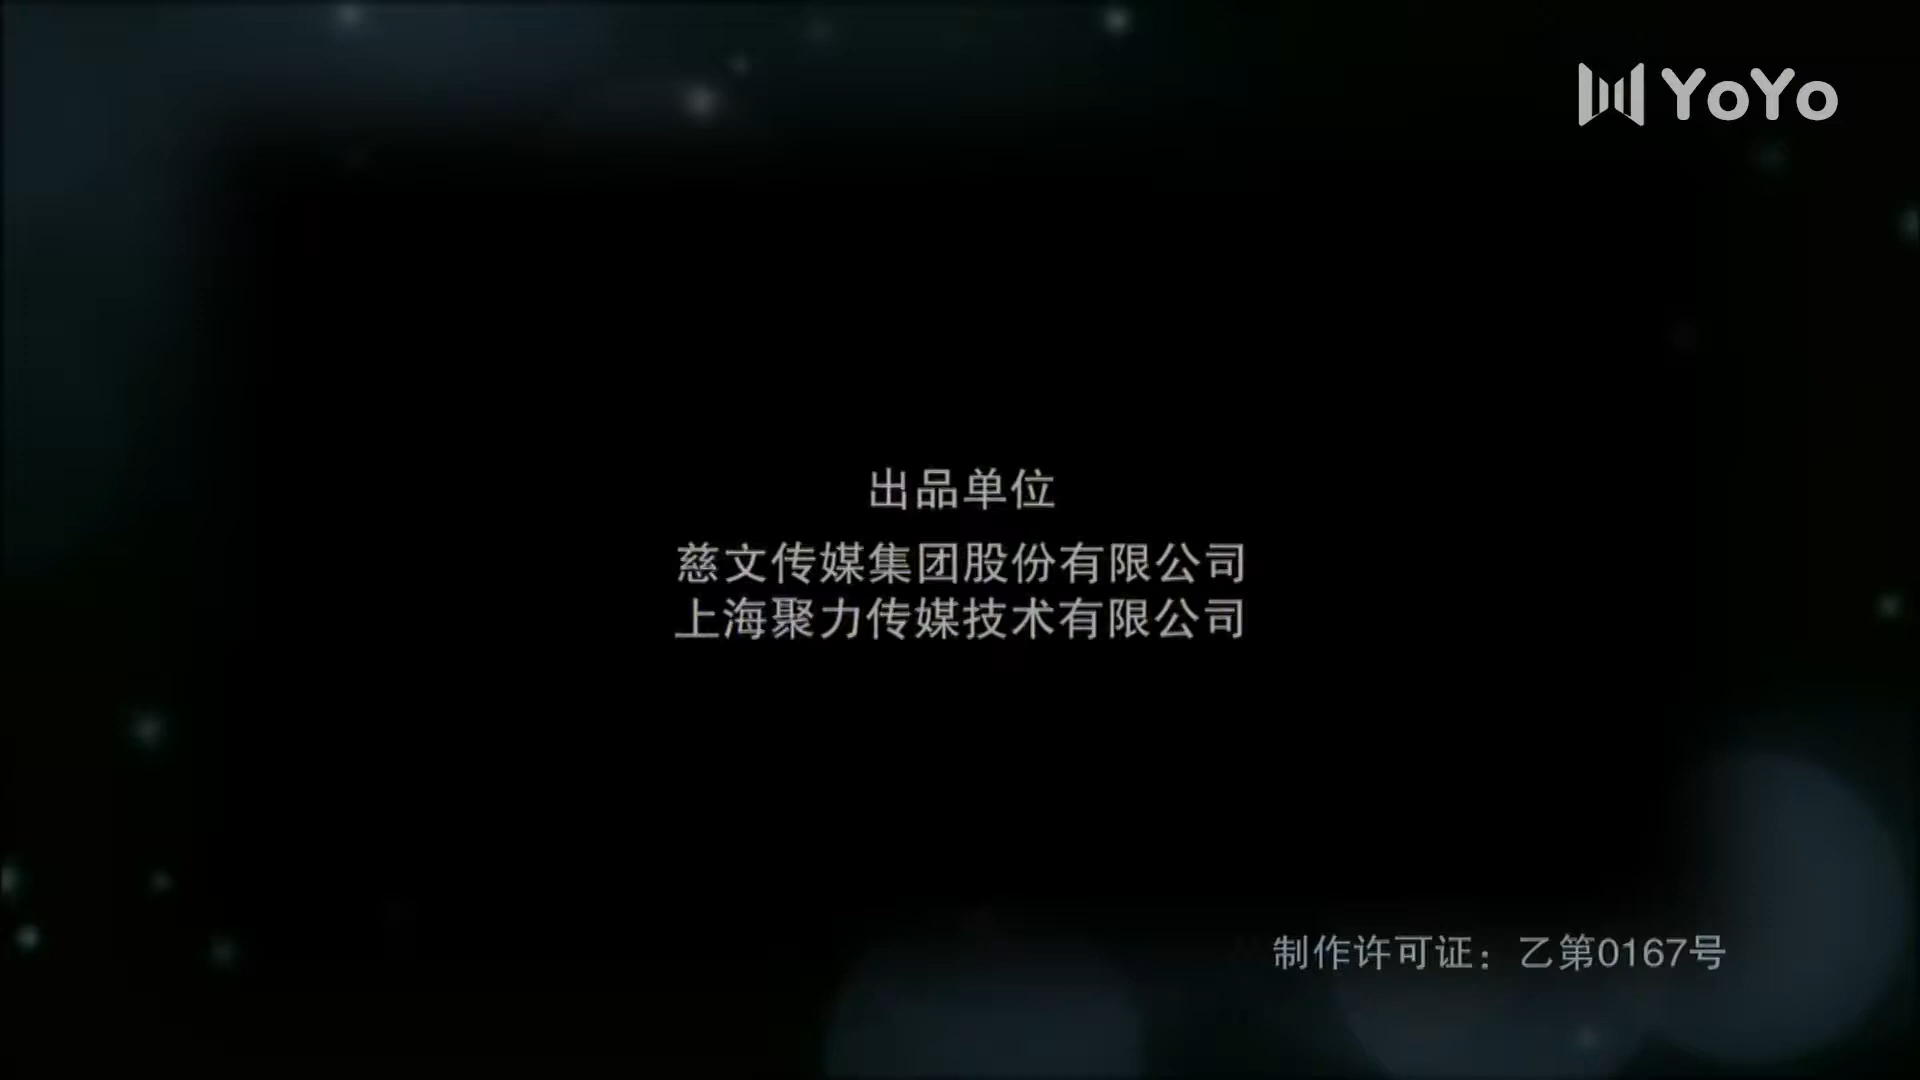 YoYo
出品单位
慈文传媒集团股份有限公司
上海聚力传媒技术有限公司
制作许可证：乙第0167号